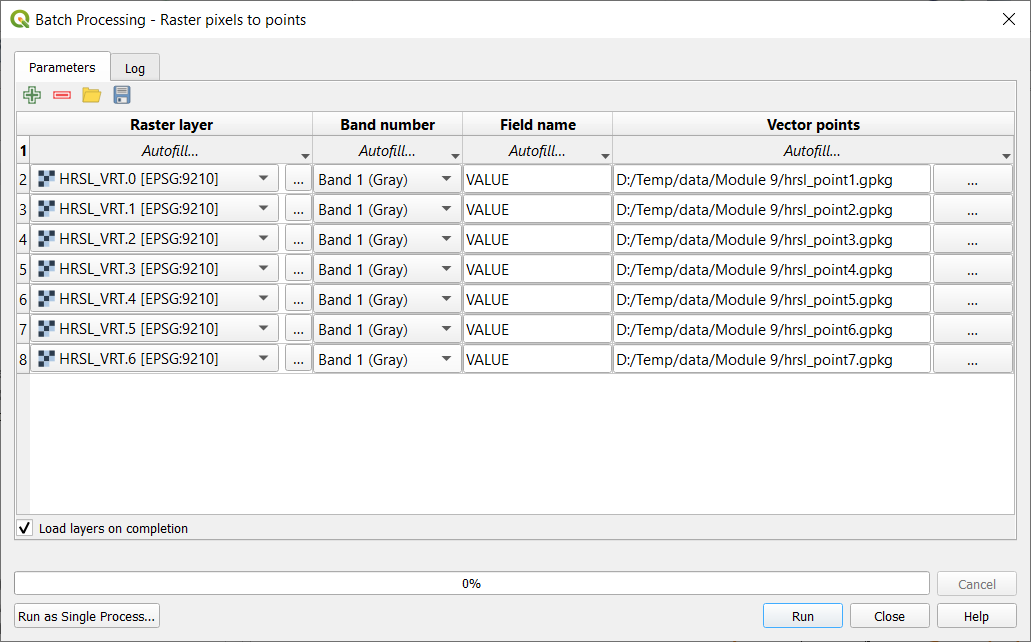 Batch Processing - Raster pixels to points
Parameters Log
Raster layer Band number Field name Vector points
1 Autofill... Autofill... Autofill... Autofill...
2 HRSL_VRT.0 [EPSG:9210] ... Band 1 (Gray) VALUE D:/Temp/data/Module 9/hrsl_point1.gpkg ...
3 HRSL_VRT.1 [EPSG:9210] ... Band 1 (Gray) VALUE D:/Temp/data/Module 9/hrsl_point2.gpkg ...
4 HRSL_VRT.2 [EPSG:9210] ... Band 1 (Gray) VALUE D:/Temp/data/Module 9/hrsl_point3.gpkg ...
5 HRSL_VRT.3 [EPSG:9210] ... Band 1 (Gray) VALUE D:/Temp/data/Module 9/hrsl_point4.gpkg ...
6 HRSL_VRT.4 [EPSG:9210] ... Band 1 (Gray) VALUE D:/Temp/data/Module 9/hrsl_point5.gpkg ...
7 HRSL_VRT.5 [EPSG:9210] ... Band 1 (Gray) VALUE D:/Temp/data/Module 9/hrsl_point6.gpkg ...
8 HRSL_VRT.6 [EPSG:9210] ... Band 1 (Gray) VALUE D:/Temp/data/Module 9/hrsl_point7.gpkg ...
Load layers on completion
0% Cancel
Run as Single Process... Run Close Help